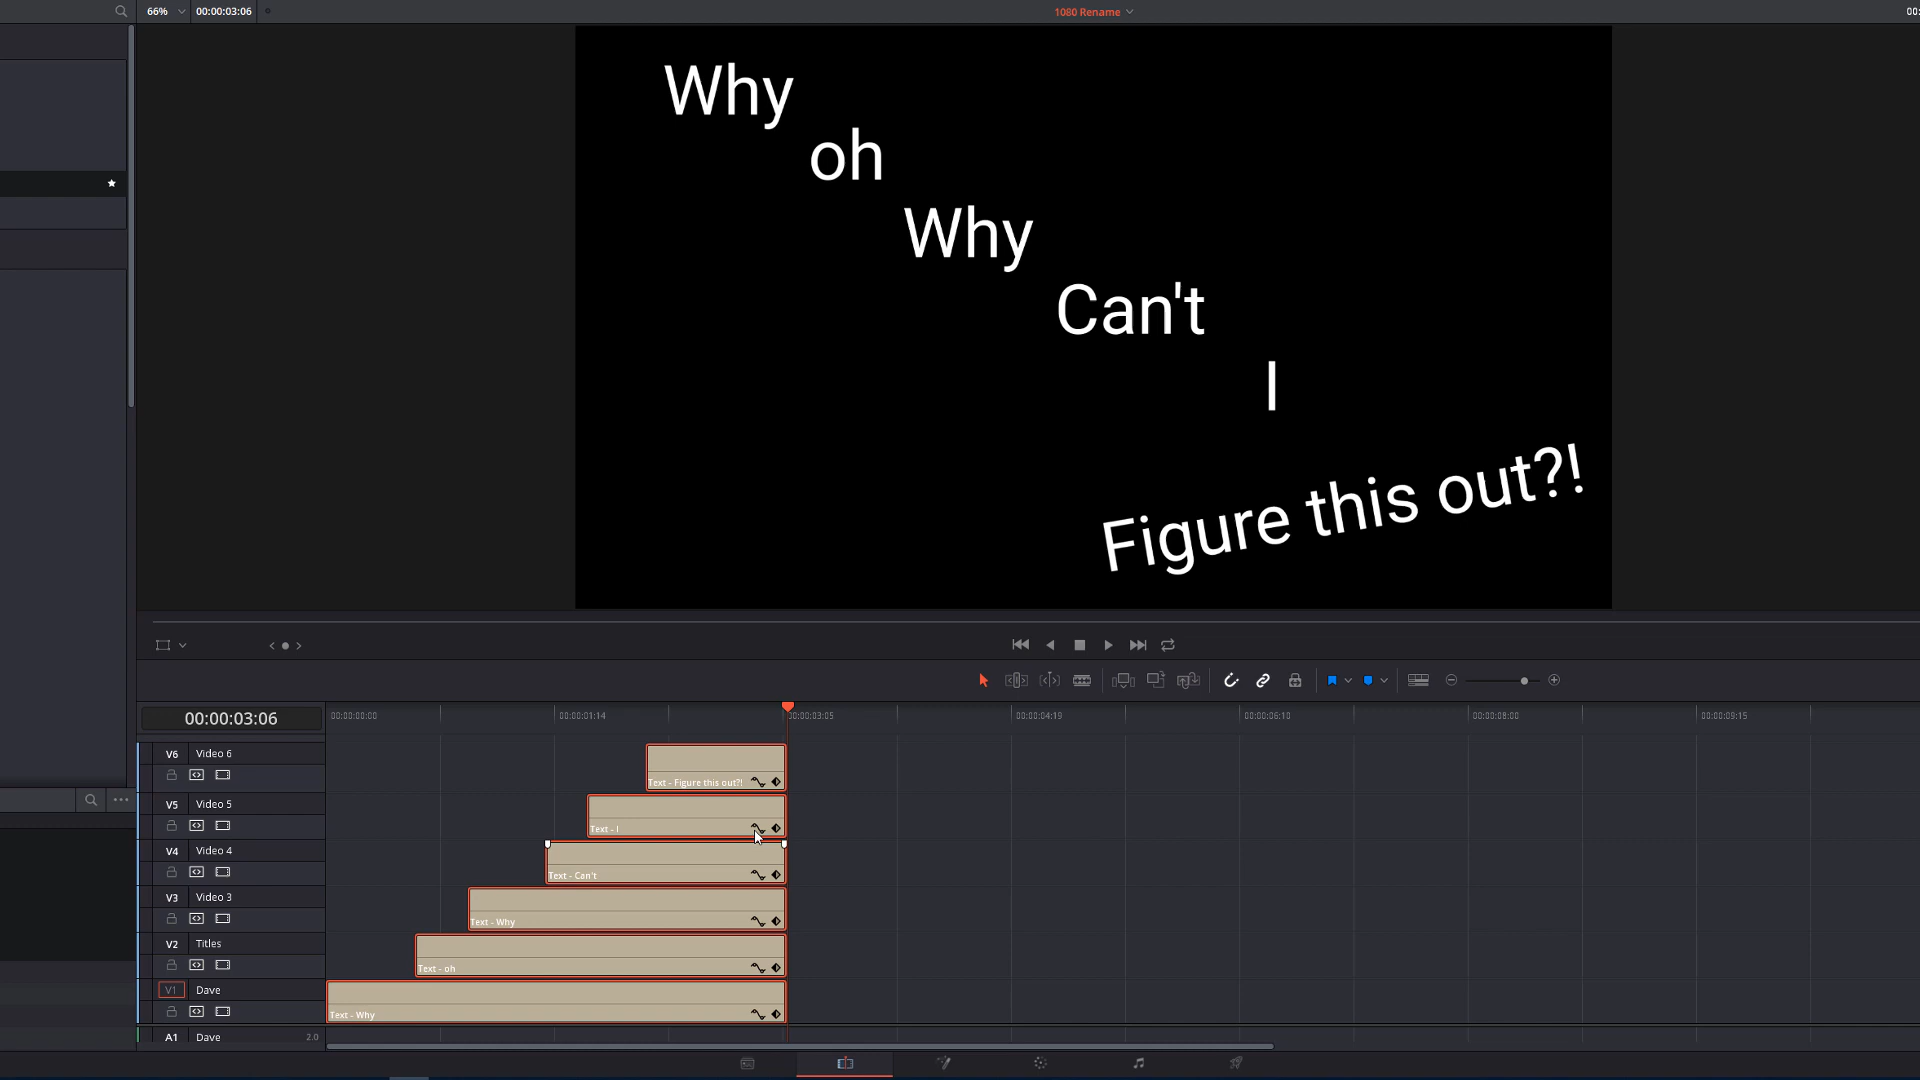 66% 00:00:03:06 1080 Rename 00:
Why
oh
Why
Can't
I
Figure this out?!
00:00:03:06 00:00:00:00 00:00:01:14 00:00:03:05 00:00:04:19 00:00:06:10 00:00:08:00 00:00:09:15
V6 Video 6
Text - Figure this out?!
V5 Video 5
Text - I
V4 Video 4
Text - Can't
V3 Video 3
Text - Why
V2 Titles
Text - oh
V1 Dave
Text - Why
A1 Dave 2.0